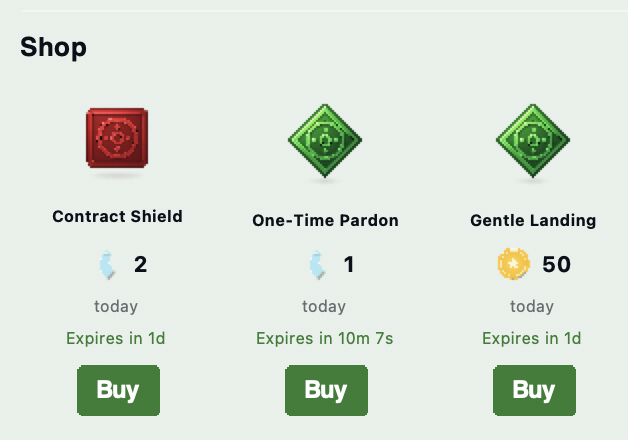 Shop
Contract Shield
One-Time Pardon
Gentle Landing
2
1
50
today
today
today
Expires in 1d
Expires in 10m 7s
Expires in 1d
Buy
Buy
Buy